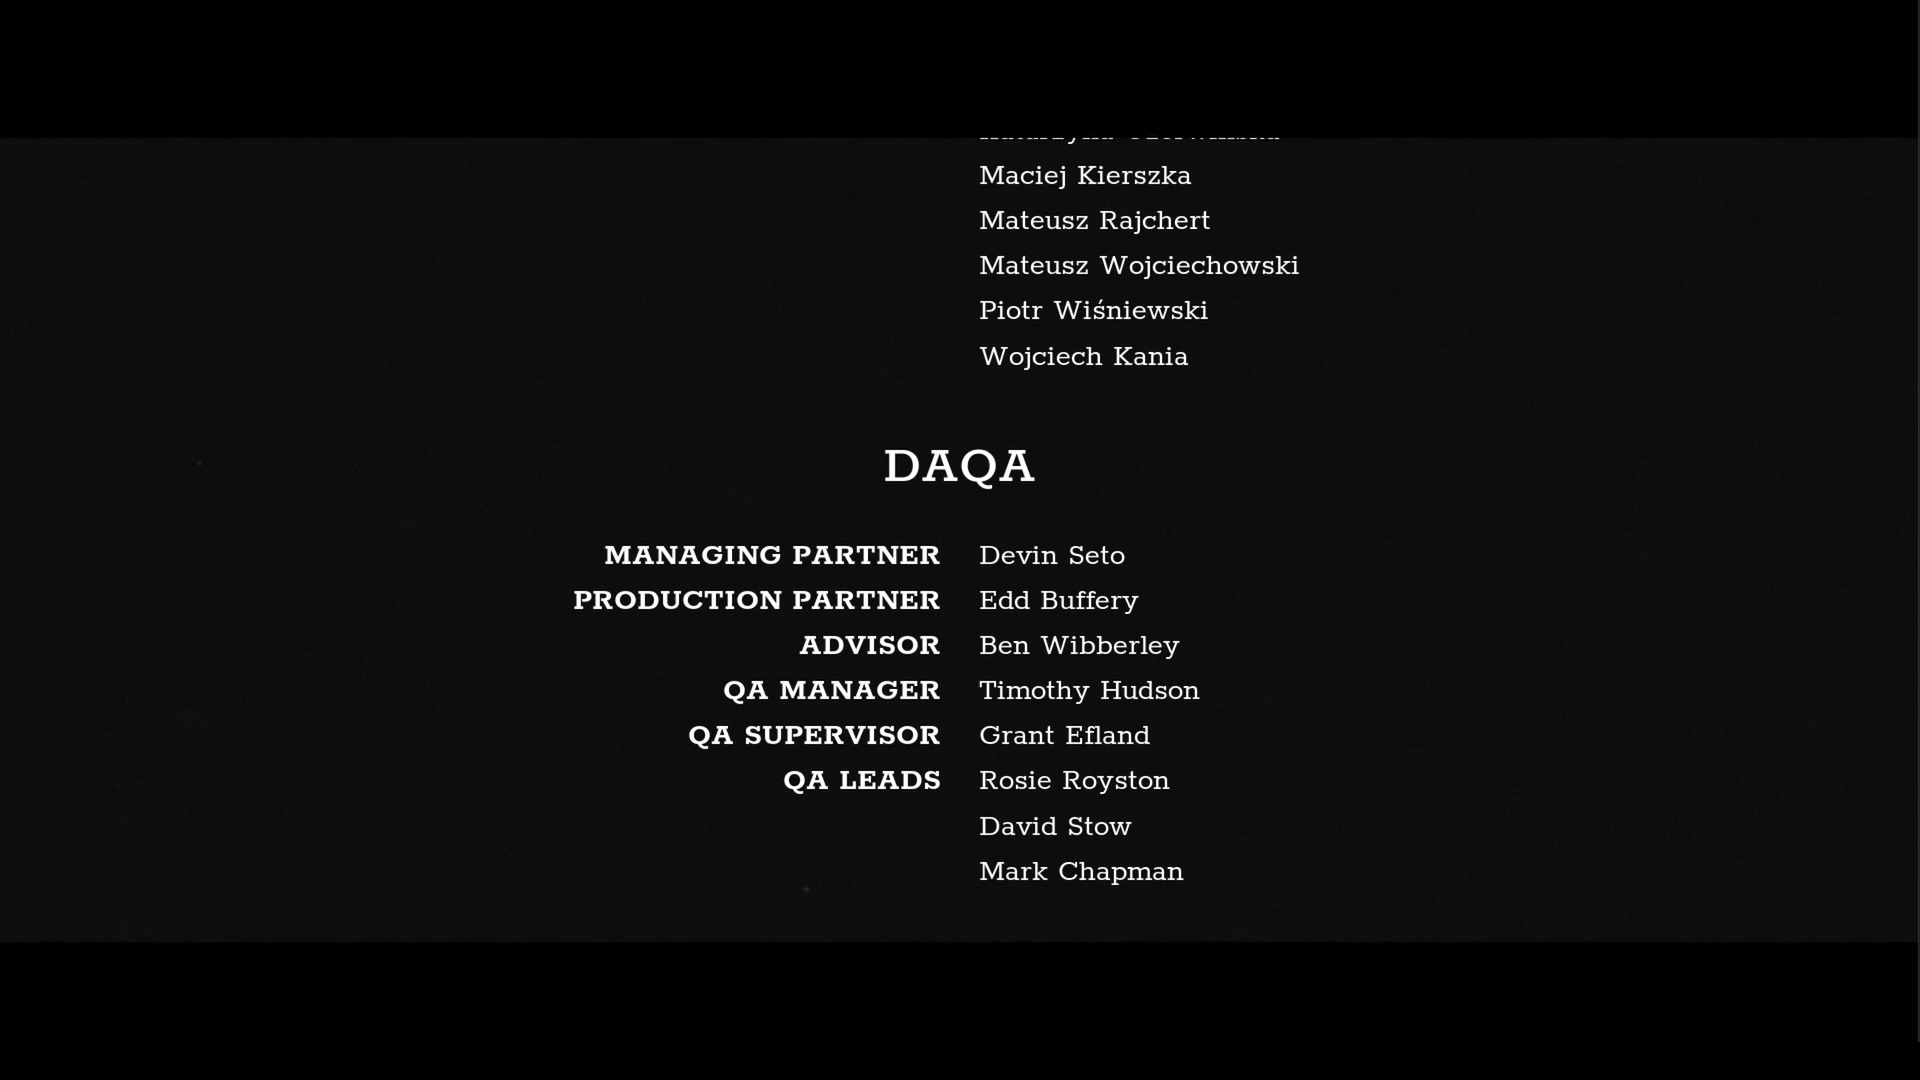 Maciej Kierszka
Mateusz Rajchert
Mateusz Wojciechowski
Piotr Wiśniewski
Wojciech Kania
DAQA
MANAGING PARTNER Devin Seto
PRODUCTION PARTNER Edd Buffery
ADVISOR Ben Wibberley
QA MANAGER Timothy Hudson
QA SUPERVISOR Grant Efland
QA LEADS Rosie Royston
David Stow
Mark Chapman